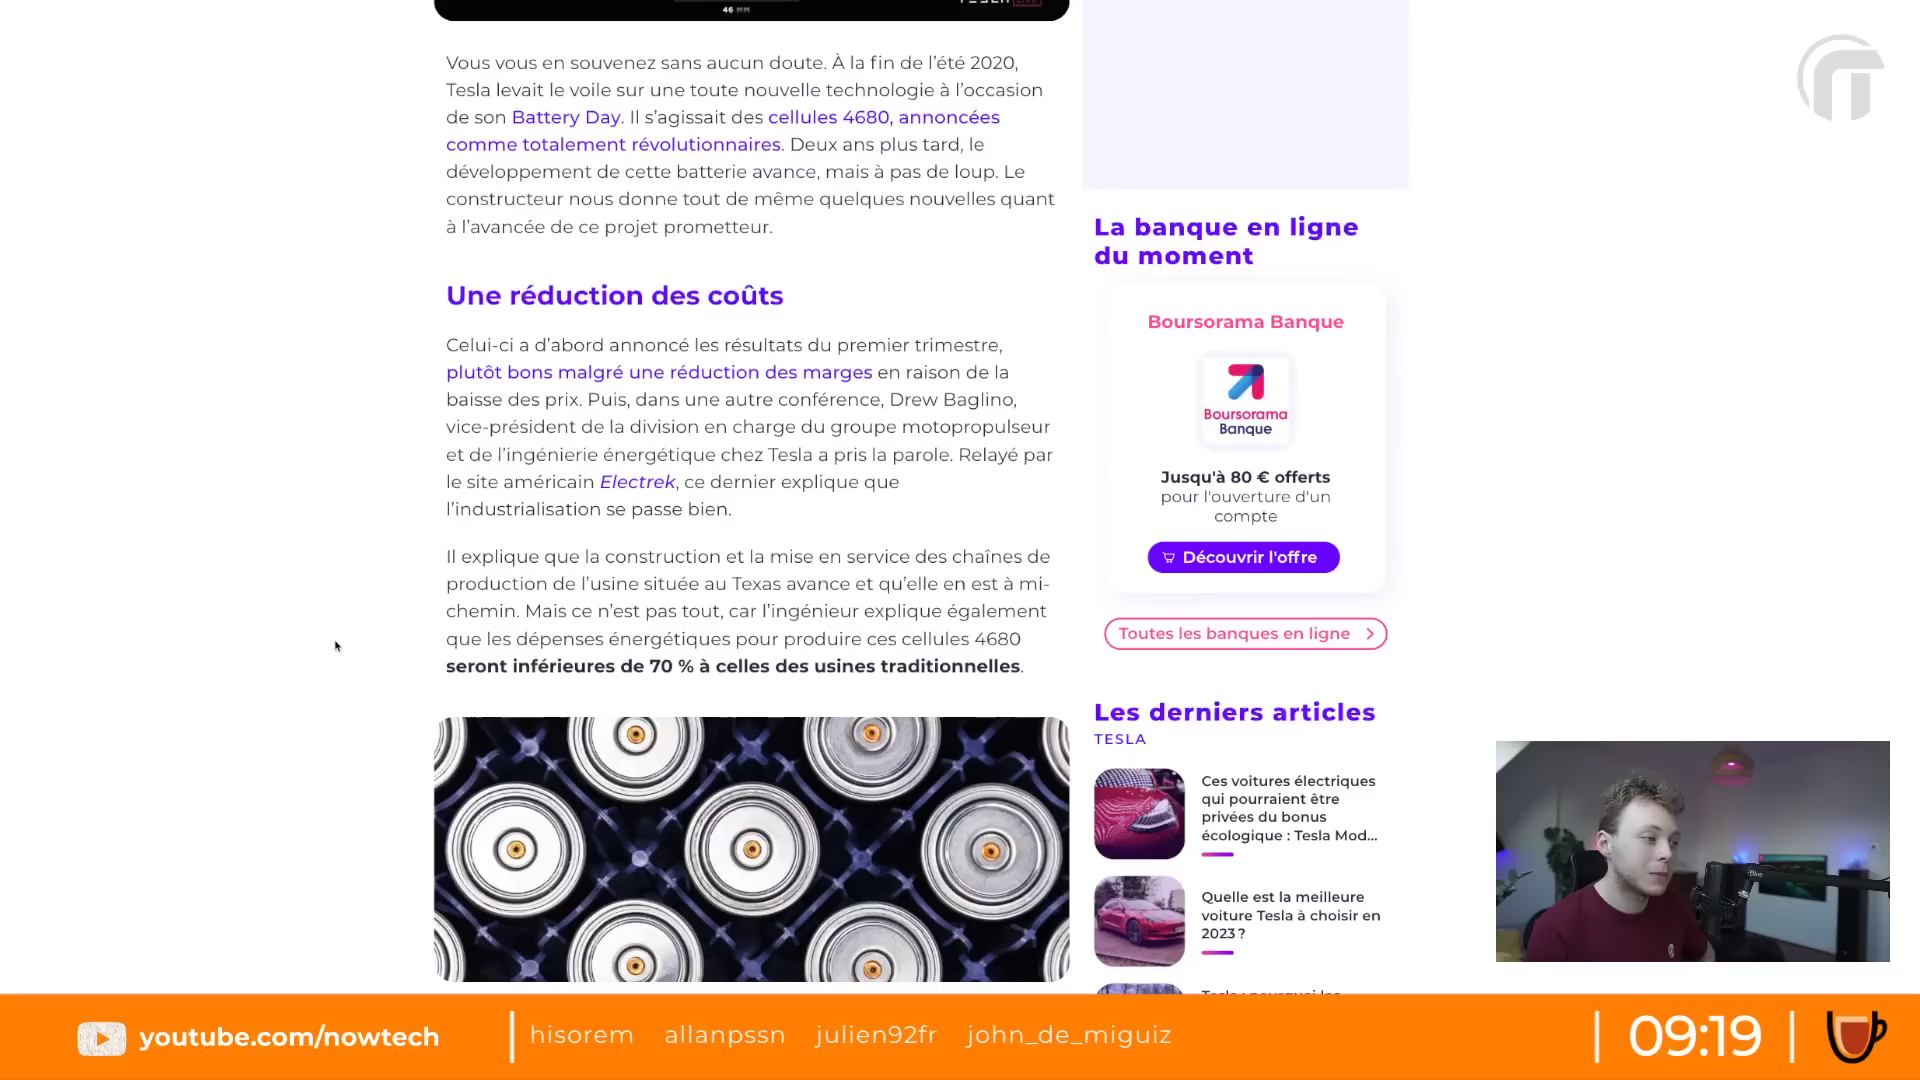 46 MM
Vous vous en souvenez sans aucun doute. À la fin de l’été 2020,
Tesla levait le voile sur une toute nouvelle technologie à l’occasion
de son Battery Day. Il s’agissait des cellules 4680, annoncées
comme totalement révolutionnaires. Deux ans plus tard, le
développement de cette batterie avance, mais à pas de loup. Le
constructeur nous donne tout de même quelques nouvelles quant
à l’avancée de ce projet prometteur.
Une réduction des coûts
Celui-ci a d’abord annoncé les résultats du premier trimestre,
plutôt bons malgré une réduction des marges en raison de la
baisse des prix. Puis, dans une autre conférence, Drew Baglino,
vice-président de la division en charge du groupe motopropulseur
et de l’ingénierie énergétique chez Tesla a pris la parole. Relayé par
le site américain Electrek, ce dernier explique que
l’industrialisation se passe bien.
Il explique que la construction et la mise en service des chaînes de
production de l’usine située au Texas avance et qu’elle en est à mi-
chemin. Mais ce n’est pas tout, car l’ingénieur explique également
que les dépenses énergétiques pour produire ces cellules 4680
seront inférieures de 70 % à celles des usines traditionnelles.
La banque en ligne
du moment
Boursorama Banque
Boursorama
Banque
Jusqu'à 80 € offerts
pour l'ouverture d'un
compte
Découvrir l'offre
Toutes les banques en ligne
Les derniers articles
TESLA
Ces voitures électriques
qui pourraient être
privées du bonus
écologique : Tesla Mod...
Quelle est la meilleure
voiture Tesla à choisir en
2023 ?
Blue
youtube.com/nowtech
hisorem allanpssn julien92fr john_de_miguiz
09:19